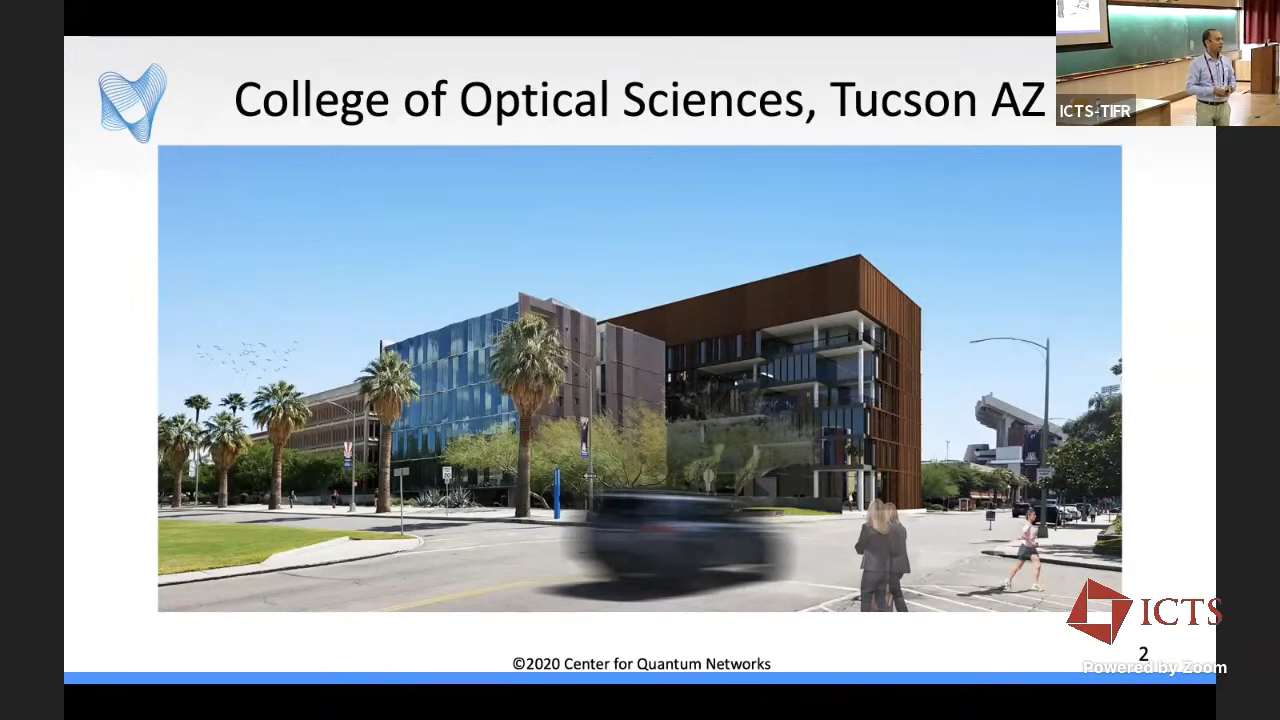 College of Optical Sciences, Tucson AZ
ICTS-TIFR
ICTS
©2020 Center for Quantum Networks
2
Powered by Zoom